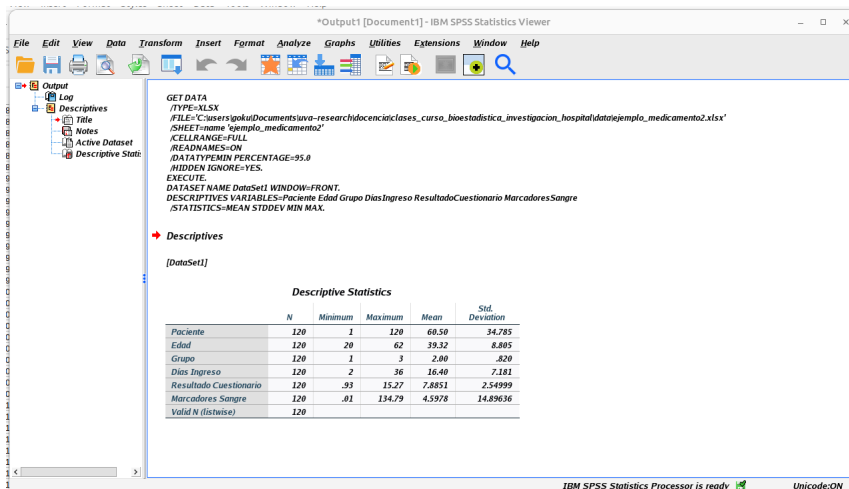 *Output1 [Document1] - IBM SPSS Statistics Viewer
File Edit View Data Transform Insert Format Analyze Graphs Utilities Extensions Window Help
Output
Log
Descriptives
Title
Notes
Active Dataset
Descriptive Statis
GET DATA
/TYPE=XLSX
/FILE='C:\users\goku\Documents\uva-research\docencia\clases_curso_bioestadistica_investigacion_hospital\data\ejemplo_medicamento2.xlsx'
/SHEET=name 'ejemplo_medicamento2'
/CELLRANGE=FULL
/READNAMES=ON
/DATATYPEMIN PERCENTAGE=95.0
/HIDDEN IGNORE=YES.
EXECUTE.
DATASET NAME DataSet1 WINDOW=FRONT.
DESCRIPTIVES VARIABLES=Paciente Edad Grupo DiasIngreso ResultadoCuestionario MarcadoresSangre
/STATISTICS=MEAN STDDEV MIN MAX.
Descriptives
[DataSet1]
Descriptive Statistics
N Minimum Maximum Mean Std. Deviation
Paciente 120 1 120 60.50 34.785
Edad 120 20 62 39.32 8.805
Grupo 120 1 3 2.00 .820
Dias Ingreso 120 2 36 16.40 7.181
Resultado Cuestionario 120 .93 15.27 7.8851 2.54999
Marcadores Sangre 120 .01 134.79 4.5978 14.89636
Valid N (listwise) 120
IBM SPSS Statistics Processor is ready Unicode:ON